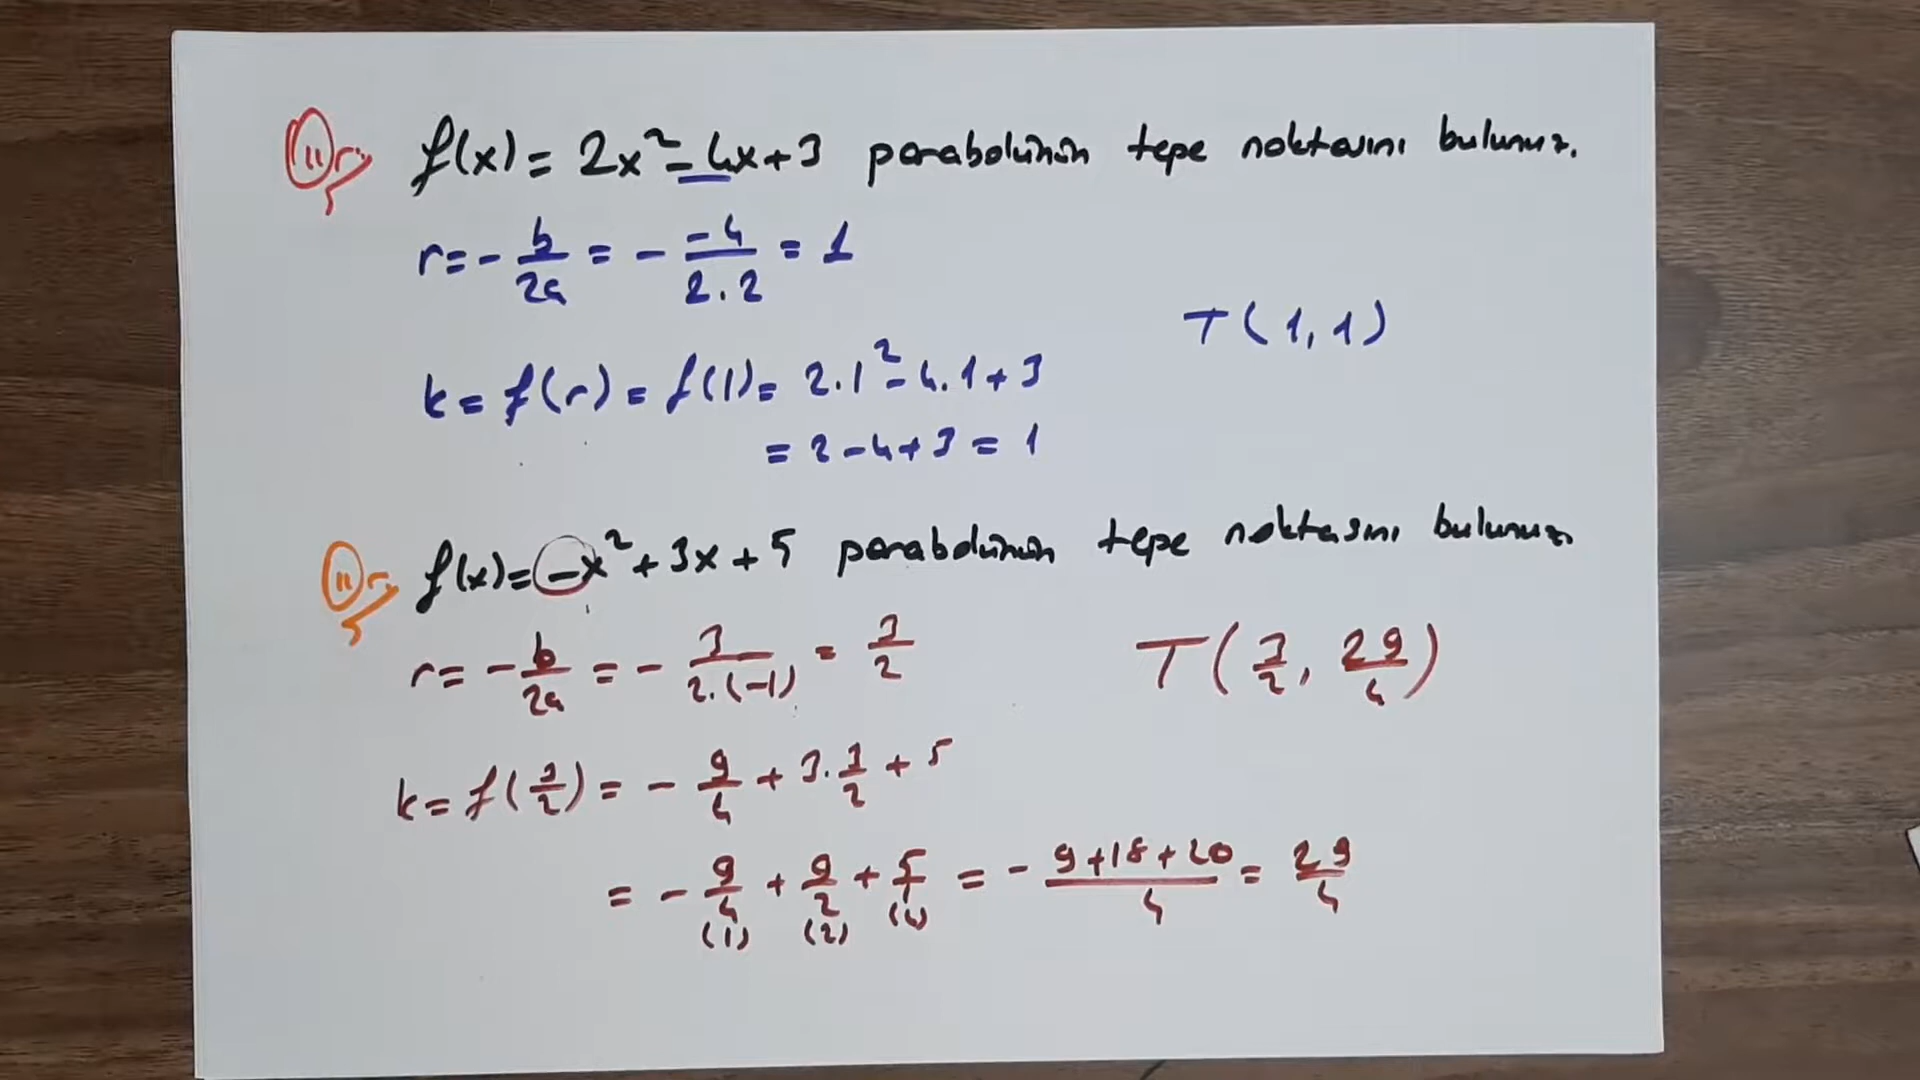 Ör f(x) = 2x² - 4x + 3 parabolünün tepe noktasını bulunuz.
r = - b/2a = - -4/2.2 = 1
T(1,1)
k = f(r) = f(1) = 2.1² - 4.1 + 3
= 2 - 4 + 3 = 1
Ör f(x) = -x² + 3x + 5 parabolünün tepe noktasını bulunuz
r = - b/2a = - 3/2.(-1) = 3/2
T(3/2, 29/4)
k = f(3/2) = - 9/4 + 3.3/2 + 5
= - 9/4 + 9/2 + 5/1 = - 9+18+20/4 = 29/4
(1) (2) (4)